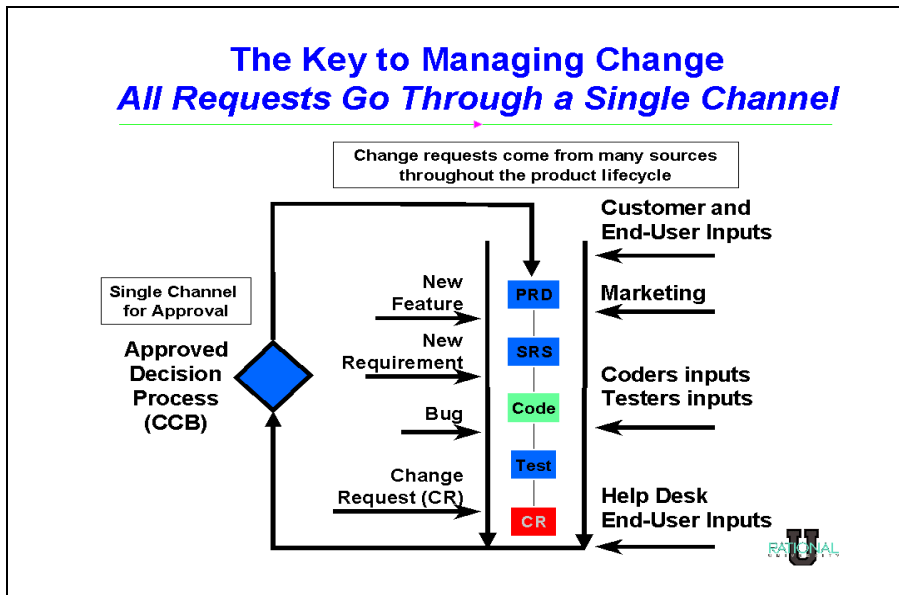 The Key to Managing Change
All Requests Go Through a Single Channel
Change requests come from many sources
throughout the product lifecycle
Customer and
End-User Inputs
Single Channel
for Approval
Approved
Decision
Process
(CCB)
New
Feature
PRD
Marketing
New
Requirement
SRS
Coders inputs
Testers inputs
Bug
Code
Test
Change
Request (CR)
CR
Help Desk
End-User Inputs
RATIONAL
U